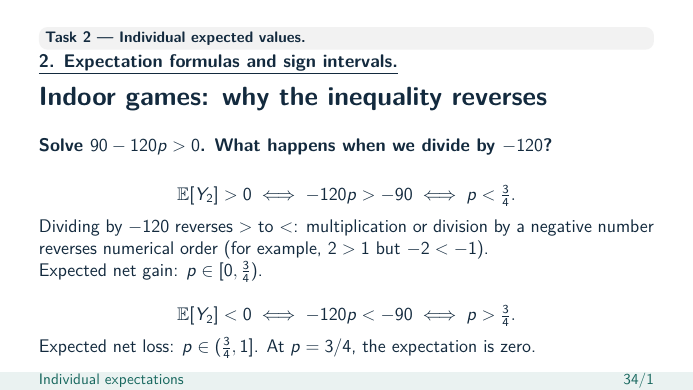 Task 2 — Individual expected values.
2. Expectation formulas and sign intervals.
Indoor games: why the inequality reverses
Solve 90 − 120p > 0. What happens when we divide by −120?
𝔼[Y₂] > 0 ⟺ −120p > −90 ⟺ p < 3/4.
Dividing by −120 reverses > to <: multiplication or division by a negative number
reverses numerical order (for example, 2 > 1 but −2 < −1).
Expected net gain: p ∈ [0, 3/4).
𝔼[Y₂] < 0 ⟺ −120p < −90 ⟺ p > 3/4.
Expected net loss: p ∈ (3/4, 1]. At p = 3/4, the expectation is zero.
Individual expectations 34/1